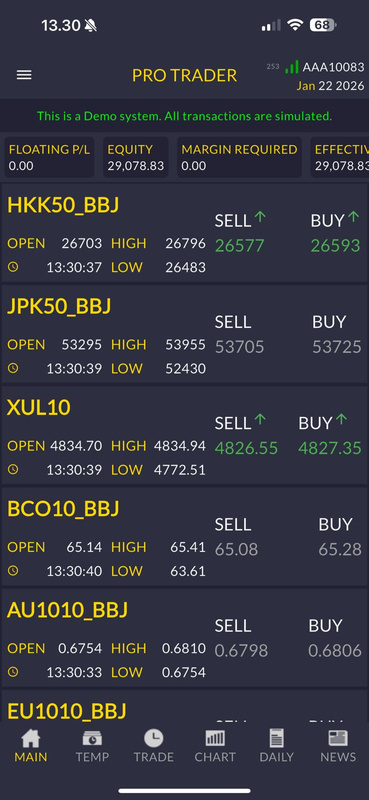 13.30
68
PRO TRADER
253 AAA10083
Jan 22 2026
This is a Demo system. All transactions are simulated.
FLOATING P/L EQUITY MARGIN REQUIRED EFFECTIV
0.00 29,078.83 0.00 29,078.83
HKK50_BBJ
SELL BUY
OPEN 26703 HIGH 26796
26577 26593
13:30:37 LOW 26483
JPK50_BBJ
SELL BUY
OPEN 53295 HIGH 53955
53705 53725
13:30:39 LOW 52430
XUL10
SELL BUY
OPEN 4834.70 HIGH 4834.94
4826.55 4827.35
13:30:39 LOW 4772.51
BCO10_BBJ
SELL BUY
OPEN 65.14 HIGH 65.41
65.08 65.28
13:30:40 LOW 63.61
AU1010_BBJ
SELL BUY
OPEN 0.6754 HIGH 0.6810
0.6798 0.6806
13:30:33 LOW 0.6754
EU1010_BBJ
MAIN TEMP TRADE CHART DAILY NEWS